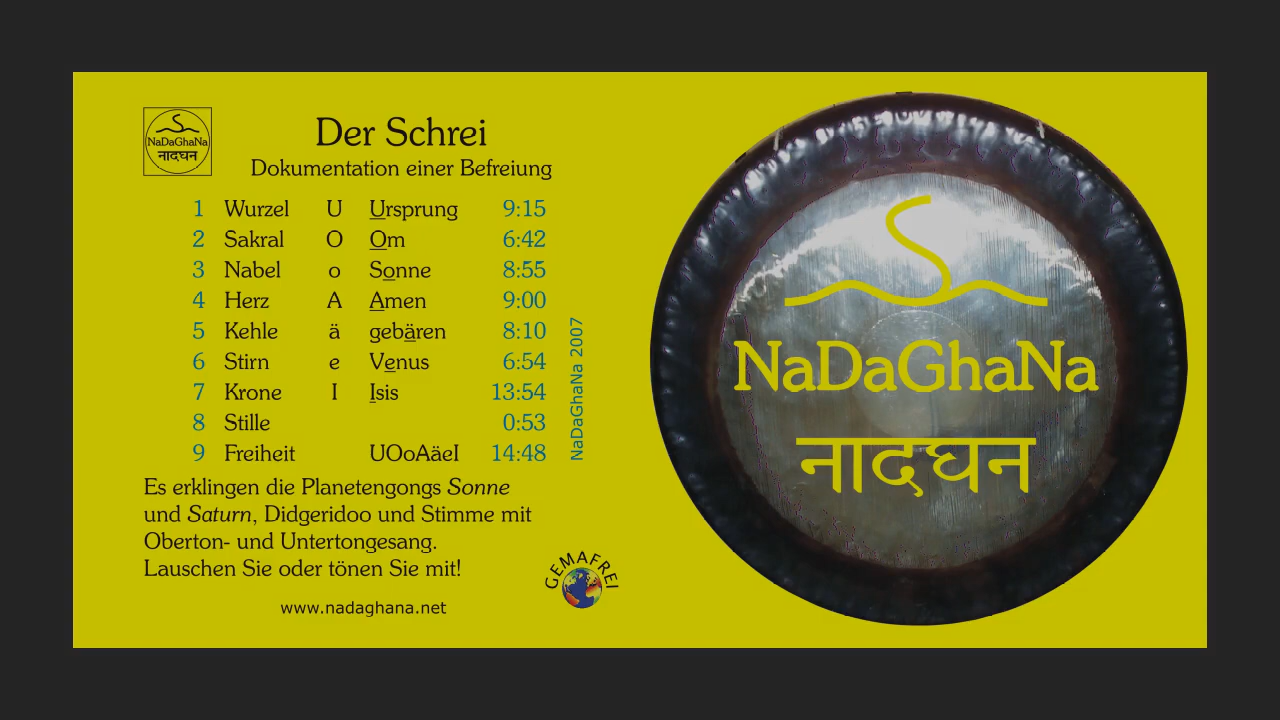 NaDaGhaNa
नादघन
Der Schrei
Dokumentation einer Befreiung
1 Wurzel U Ursprung 9:15
2 Sakral O Om 6:42
3 Nabel o Sonne 8:55
4 Herz A Amen 9:00
5 Kehle ä gebären 8:10
6 Stirn e Venus 6:54
7 Krone I Isis 13:54
8 Stille 0:53
9 Freiheit UOoAäeI 14:48
NaDaGhaNa 2007
Es erklingen die Planetengongs Sonne
und Saturn, Didgeridoo und Stimme mit
Oberton- und Untertongesang.
Lauschen Sie oder tönen Sie mit!
GEMAFREI
www.nadaghana.net
NaDaGhaNa
नादघन